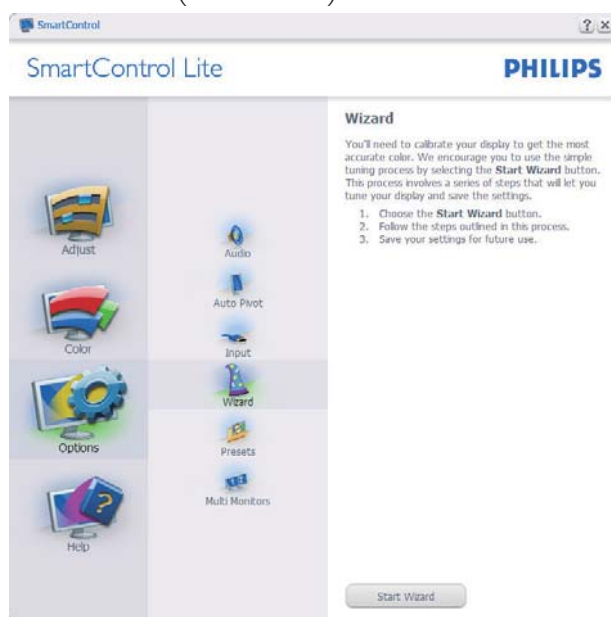 SmartControl
SmartControl Lite
PHILIPS
Adjust
Color
Options
Help
Audio
Auto Pivot
Input
Wizard
Presets
Multi Monitors
Wizard
You'll need to calibrate your display to get the most
accurate color. We encourage you to use the simple
tuning process by selecting the Start Wizard button.
This process involves a series of steps that will let you
tune your display and save the settings.
1. Choose the Start Wizard button.
2. Follow the steps outlined in this process.
3. Save your settings for future use.
Start Wizard